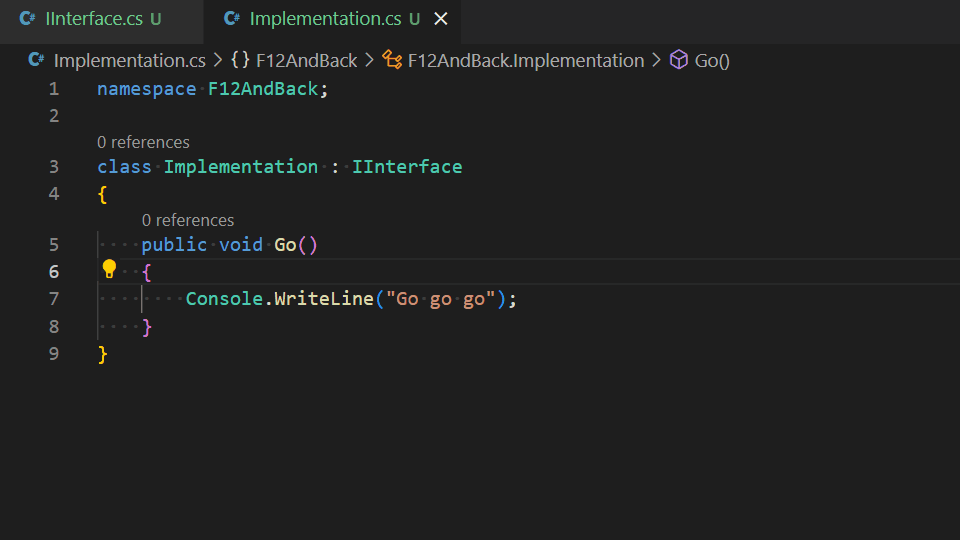 C# IInterface.cs U C# Implementation.cs U
C# Implementation.cs > {} F12AndBack > F12AndBack.Implementation > Go()
1 namespace F12AndBack;
2
0 references
3 class Implementation : IInterface
4 {
0 references
5 public void Go()
6 {
7 Console.WriteLine("Go go go");
8 }
9 }